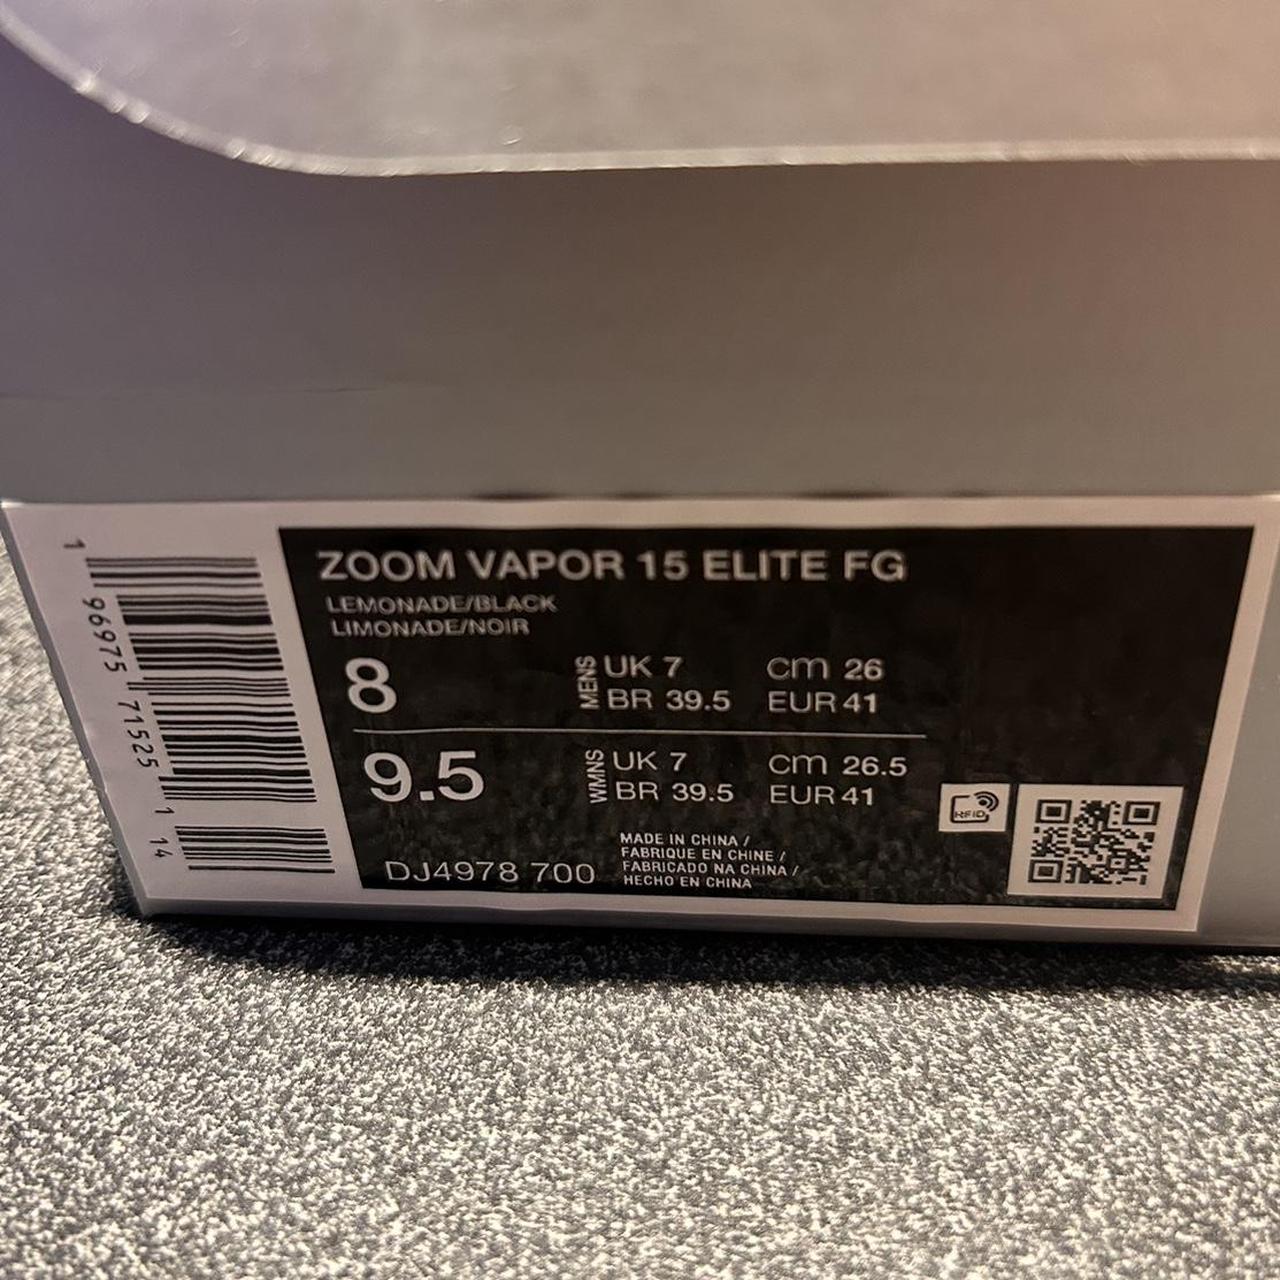 1 96975 71525 1 14
ZOOM VAPOR 15 ELITE FG
LEMONADE/BLACK
LIMONADE/NOIR
8
MENS
UK 7 cm 26
BR 39.5 EUR 41
9.5
WMNS
UK 7 cm 26.5
BR 39.5 EUR 41
RFID
MADE IN CHINA /
FABRIQUE EN CHINE /
FABRICADO NA CHINA /
HECHO EN CHINA
DJ4978 700